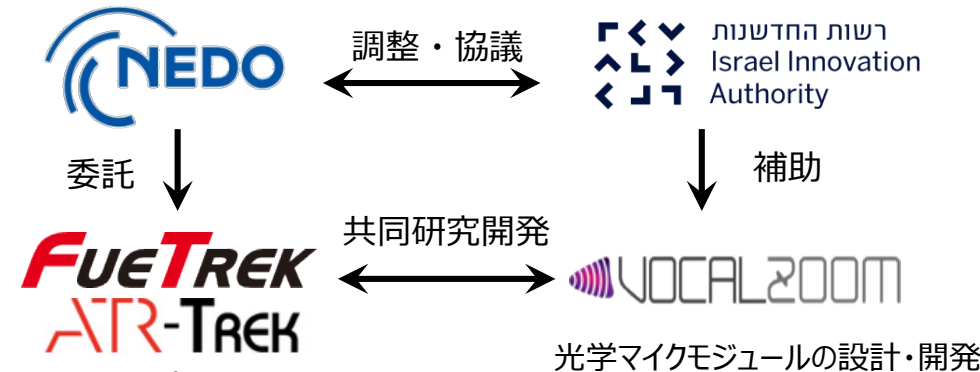 NEDO
調整・協議
רשות החדשנות
Israel Innovation
Authority
委託
補助
FUETREK
ATR-TREK
共同研究開発
VOCALZOOM
光学マイクモジュールの設計・開発